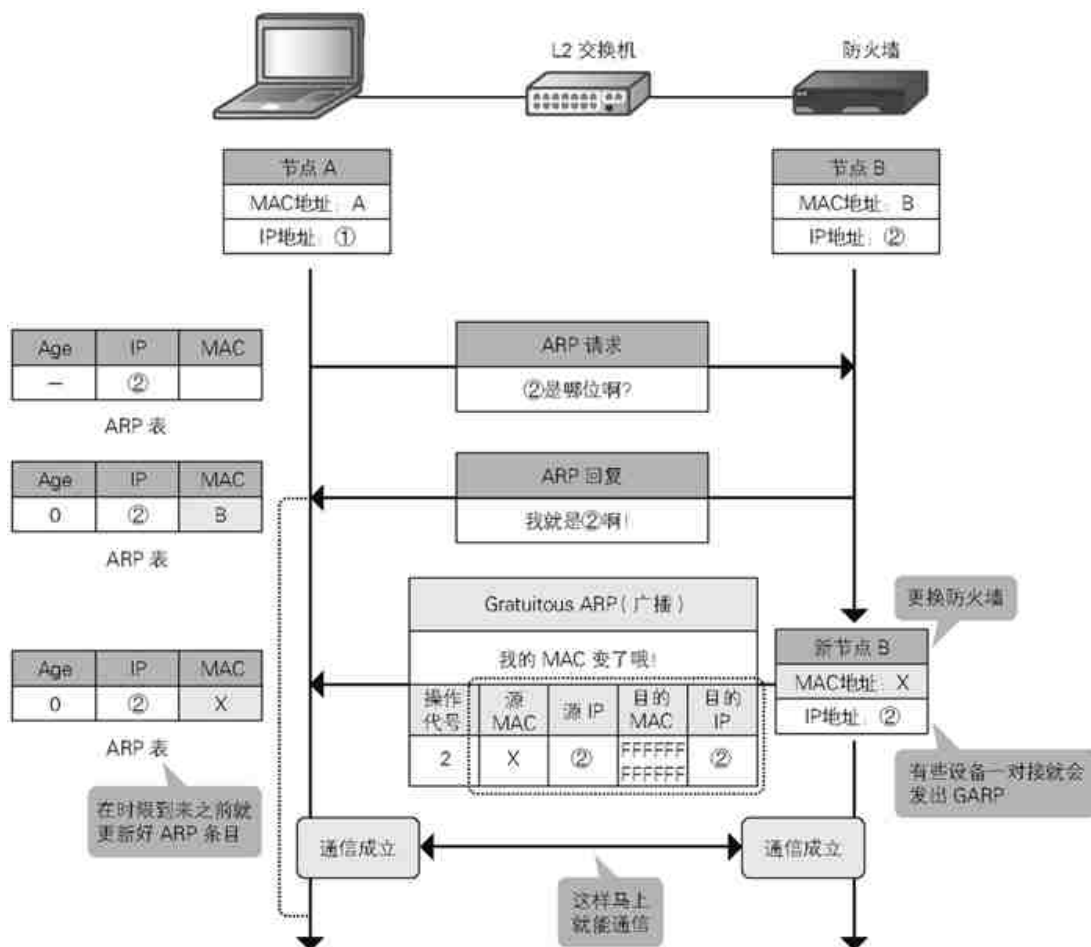 L2 交换机
防火墙
节点 A
MAC地址：A
IP地址：①
节点 B
MAC地址：B
IP地址：②
Age IP MAC
— ②
ARP 表
ARP 请求
②是哪位啊?
Age IP MAC
0 ② B
ARP 表
ARP 回复
我就是②啊!
更换防火墙
Gratuitous ARP（广播）
我的 MAC 变了哦!
操作
代号
源
MAC
源 IP
目的
MAC
目的
IP
2 X ② FFFFFF
FFFFFF
②
新节点 B
MAC地址：X
IP地址：②
Age IP MAC
0 ② X
ARP 表
有些设备一对接就会
发出 GARP
在时限到来之前就
更新好 ARP 条目
通信成立
通信成立
这样马上
就能通信